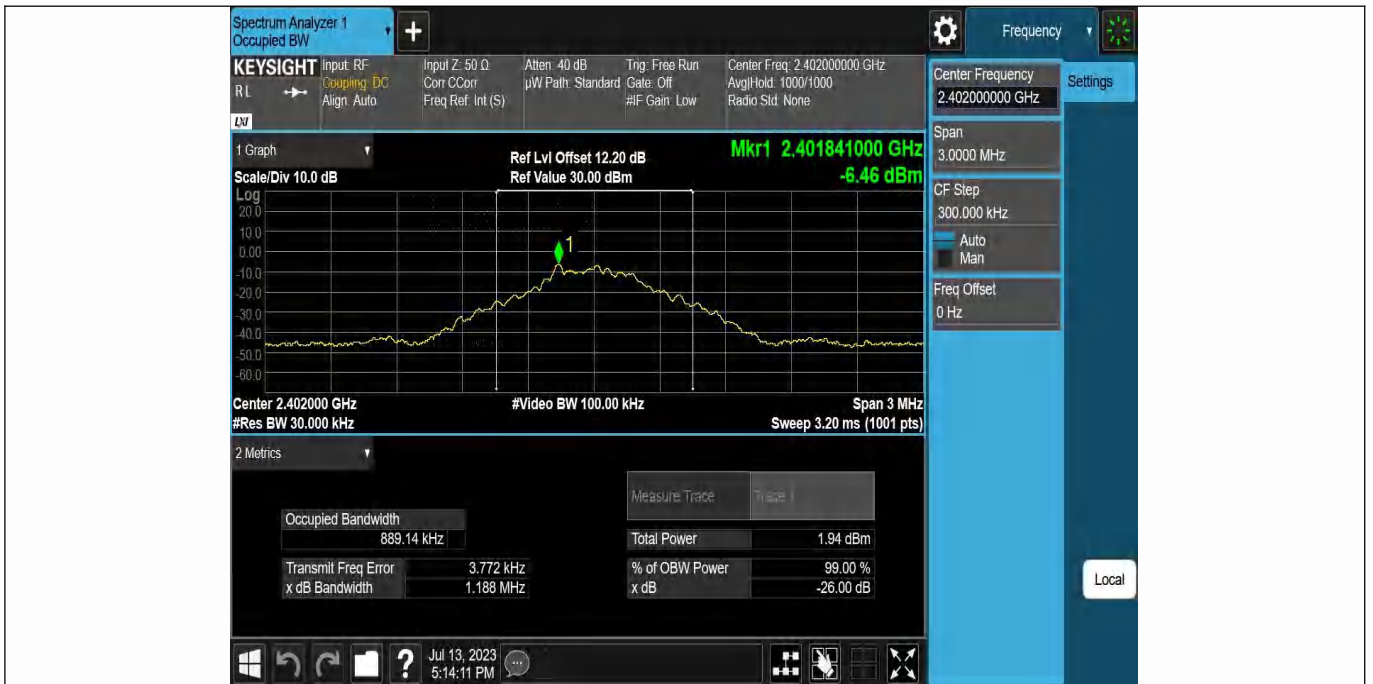 Spectrum Analyzer 1
Occupied BW
Frequency
KEYSIGHT
RL
LXI
Input: RF
Coupling: DC
Align: Auto
Input Z: 50 Ω
Corr CCorr
Freq Ref: Int (S)
Atten: 40 dB
µW Path: Standard
Trig: Free Run
Gate: Off
#IF Gain: Low
Center Freq: 2.402000000 GHz
Avg|Hold: 1000/1000
Radio Std: None
Center Frequency
2.402000000 GHz
Settings
Span
3.0000 MHz
CF Step
300.000 kHz
Auto
Man
Freq Offset
0 Hz
1 Graph
Scale/Div 10.0 dB
Ref Lvl Offset 12.20 dB
Ref Value 30.00 dBm
Mkr1 2.401841000 GHz
-6.46 dBm
Log
20.0
10.0
0.00
-10.0
-20.0
-30.0
-40.0
-50.0
-60.0
1
Center 2.402000 GHz
#Video BW 100.00 kHz
Span 3 MHz
#Res BW 30.000 kHz
Sweep 3.20 ms (1001 pts)
2 Metrics
Measure Trace
Trace 1
Occupied Bandwidth
889.14 kHz
Total Power 1.94 dBm
Transmit Freq Error 3.772 kHz
% of OBW Power 99.00 %
x dB Bandwidth 1.188 MHz
x dB -26.00 dB
Local
Jul 13, 2023
5:14:11 PM